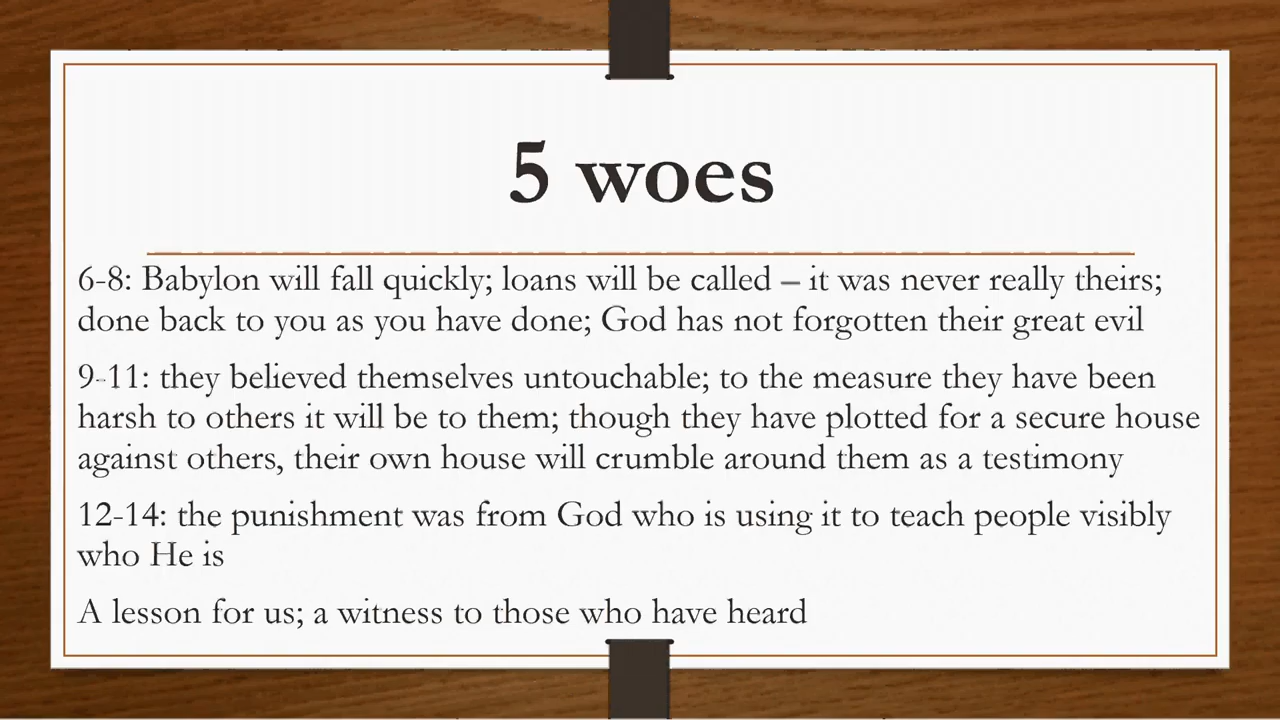 5 woes
6-8: Babylon will fall quickly; loans will be called – it was never really theirs;
done back to you as you have done; God has not forgotten their great evil
9-11: they believed themselves untouchable; to the measure they have been
harsh to others it will be to them; though they have plotted for a secure house
against others, their own house will crumble around them as a testimony
12-14: the punishment was from God who is using it to teach people visibly
who He is
A lesson for us; a witness to those who have heard